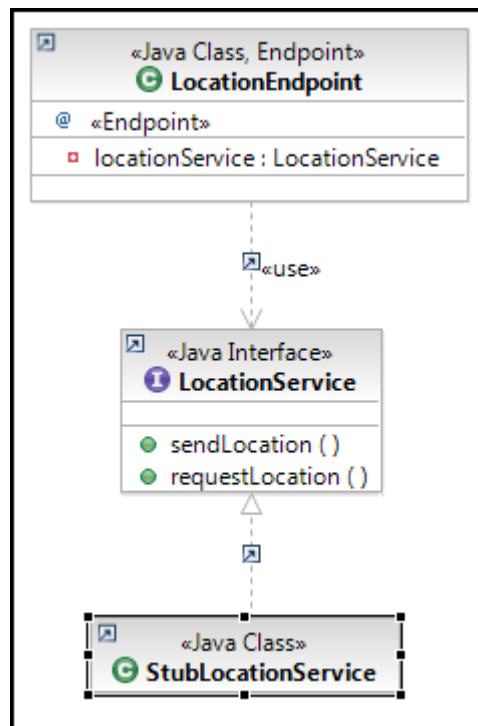 «Java Class, Endpoint»
LocationEndpoint
@ «Endpoint»
locationService : LocationService
«use»
«Java Interface»
I LocationService
sendLocation ( )
requestLocation ( )
«Java Class»
C StubLocationService